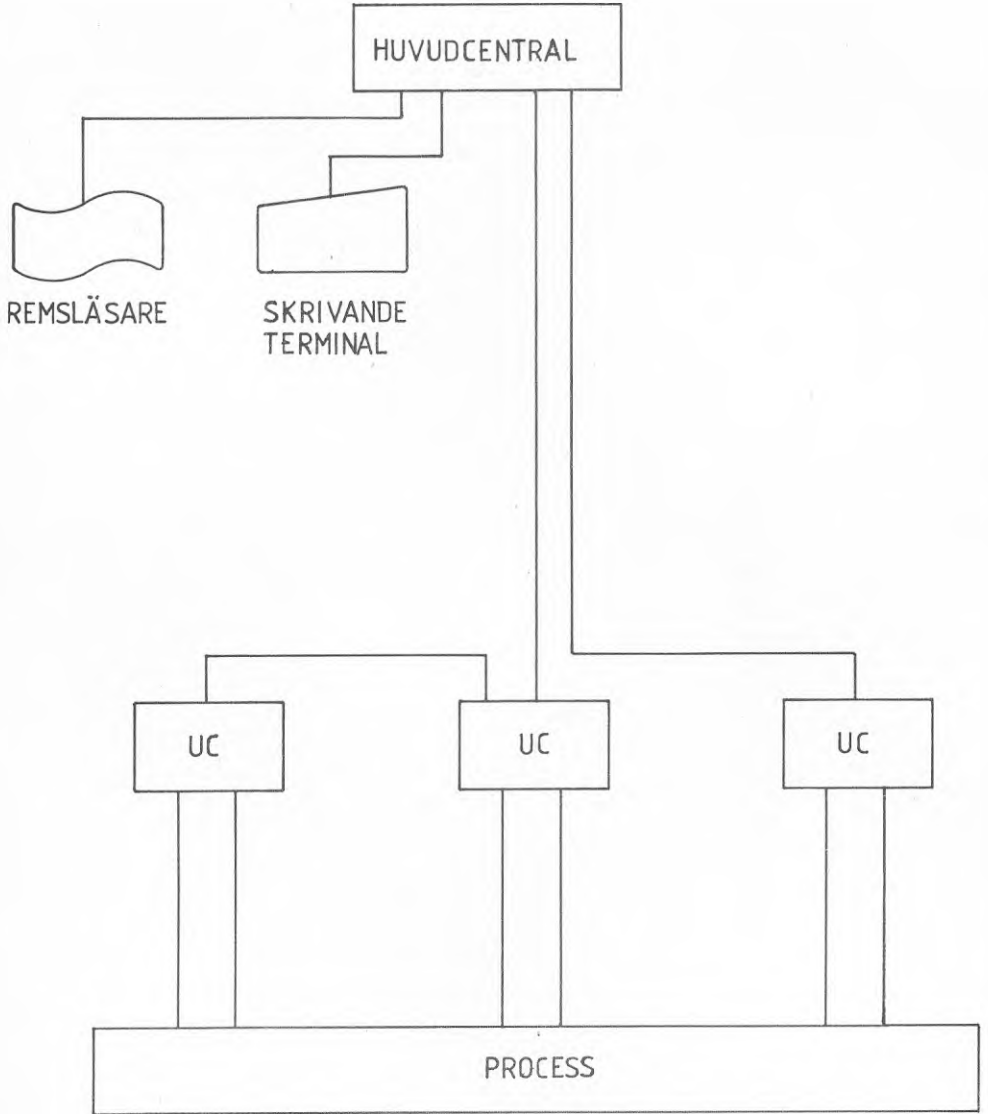 HUVUDCENTRAL
REMSLÄSARE
SKRIVANDE
TERMINAL
UC
UC
UC
PROCESS